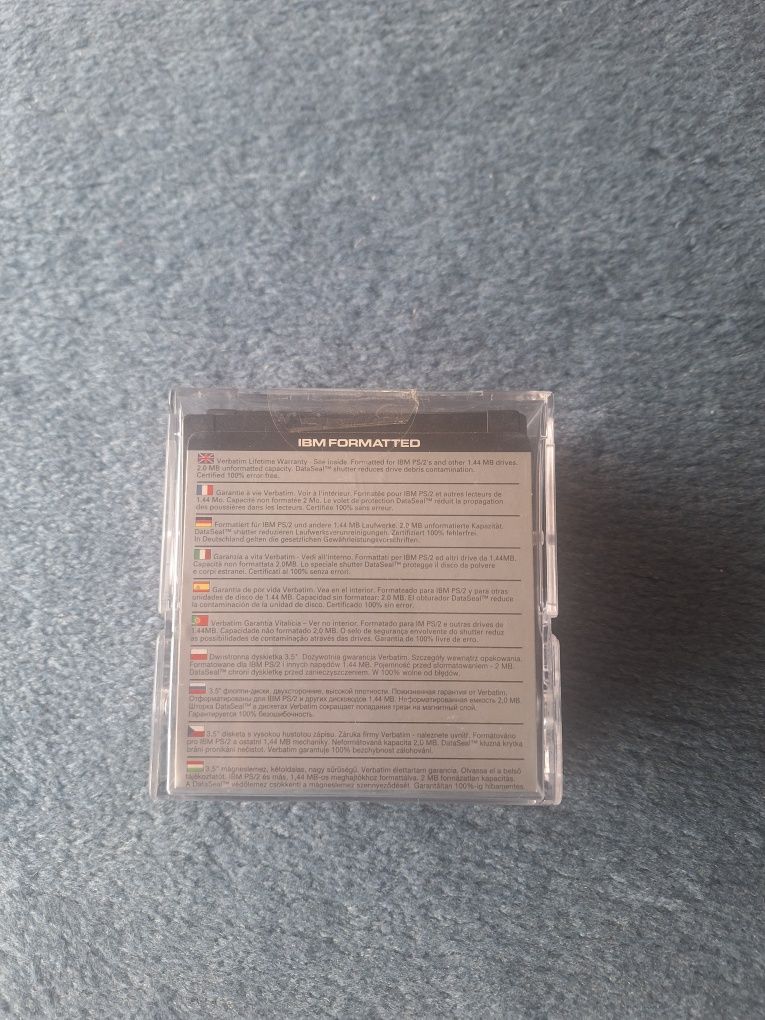 IBM FORMATTED
Verbatim Lifetime Warranty - See inside. Formatted for IBM PS/2's and other 1.44 MB drives.
2.0 MB unformatted capacity. DataSeal™ shutter reduces drive debris contamination.
Certified 100% error free.
Garantie à vie Verbatim. Voir à l'intérieur. Formatée pour IBM PS/2 et autres lecteurs de
1.44 Mo. Capacité non formatée 2 Mo. Le volet de protection DataSeal™ réduit la propagation
des poussières dans les lecteurs. Certifiée 100% sans erreur.
Formatiert für IBM PS/2 und andere 1.44 MB Laufwerke. 2.0 MB unformatierte Kapazität.
DataSeal™ shutter reduzieren Laufwerksverunreinigungen. Zertifiziert 100% fehlerfrei.
In Deutschland gelten die gesetzlichen Gewährleistungsvorschriften.
Garanzia a vita Verbatim - Vedi all'interno. Formattati per IBM PS/2 ed altri drive da 1.44MB.
Capacità non formattata 2.0MB. Lo speciale shutter DataSeal™ protegge il disco da polvere
e corpi estranei. Certificati al 100% senza errori.
Garantia de por vida Verbatim. Vea en el interior. Formateado para IBM PS/2 y para otras
unidades de disco de 1.44 MB. Capacidad sin formatear: 2.0 MB. El obturador DataSeal™ reduce
la contaminación de la unidad de disco. Certificado 100% sin error.
Verbatim Garantia Vitalícia – Ver no interior. Formatado para IM PS/2 e outras drives de
1.44MB. Capacidade não formatado 2,0 MB. O selo de segurança envolvente do shutter reduz
as possibilidades de contaminação através das drives. Garantia de 100% livre de erro.
Dwustronna dyskietka 3.5" Dożywotnia gwarancja Verbatim. Szczegóły wewnątrz opakowania.
Formatowane dla IBM PS/2 i innych napędów 1.44 MB. Pojemność przed sformatowaniem - 2 MB.
DataSeal™ chroni dyskietkę przed zanieczyszczeniem. W 100% wolne od błędów.
3.5" флоппи-диски, двухсторонние, высокой плотности. Пожизненная гарантия от Verbatim.
Отформатированы для IBM PS/2 и других дисководов 1.44 MB. Неформатированная емкость 2,0 MB.
Шторка DataSeal™ в дискетах Verbatim сокращает попадания грязи на магнитный слой.
Гарантируется 100% безошибочность.
3.5" disketa s vysokou hustotou zápisu. Záruka firmy Verbatim - naleznete uvnitř. Formátováno
pro IBM PS/2 a ostatní 1,44 MB mechaniky. Neformátovaná kapacita 2,0 MB. DataSeal™ kluzná krytka
brání pronikání nečistot. Verbatim garantuje 100% bezchybnost zálohování.
3,5" mágneslemez, kétoldalas, nagy sűrűségű. Verbatim élettartam garancia. Olvassa el a belső
tájékoztatót. IBM PS/2 és más, 1,44 MB-os meghajtókhoz formattálva. 2 MB formázatlan kapacitás.
A DataSeal™ védőlemez csökkenti a mágneslemez szennyeződését. Garantáltan 100%-ig hibamentes.